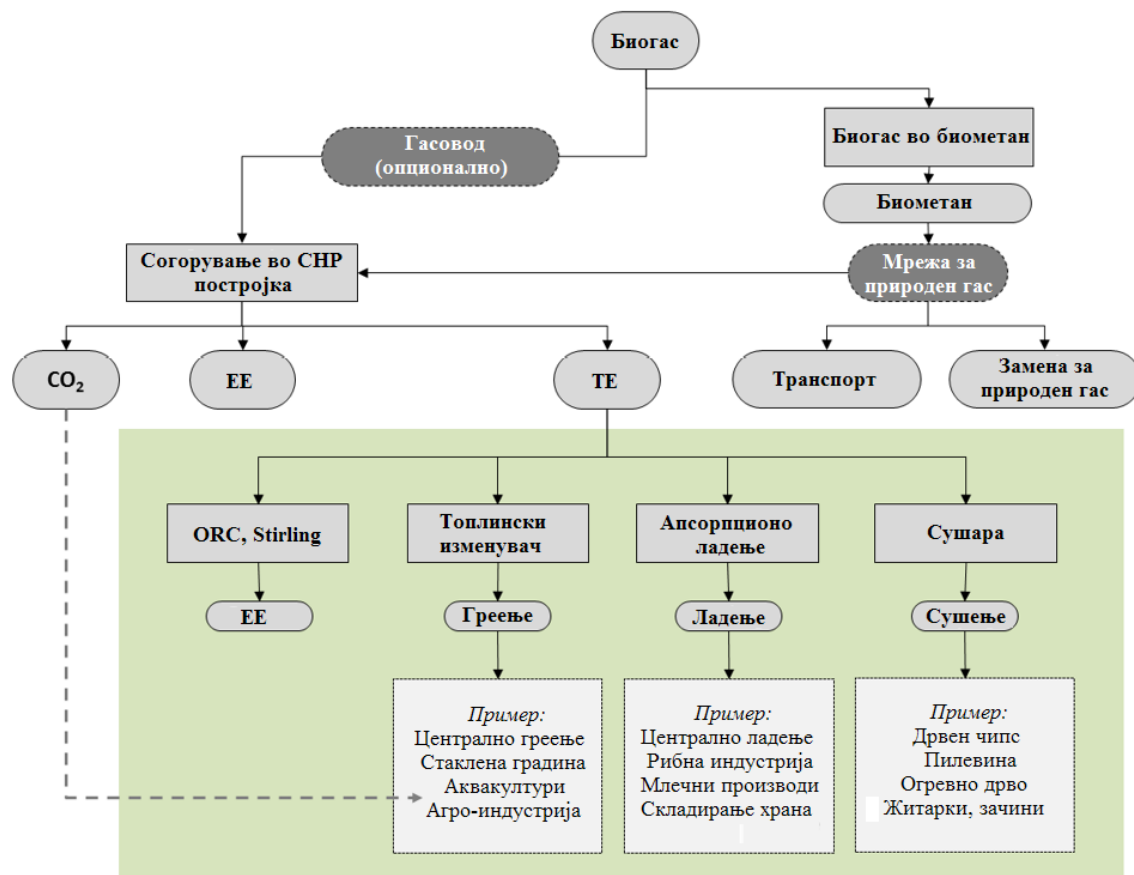 Биогас
Гасовод
(опционално)
Биогас во биометан
Биометан
Согорување во СНР
постројка
Мрежа за
природен гас
CO₂
ЕЕ
ТЕ
Транспорт
Замена за
природен гас
ORC, Stirling
Топлински
изменувач
Апсорпционо
ладење
Сушара
ЕЕ
Греење
Ладење
Сушење
Пример:
Централно греење
Стаклена градина
Аквакултури
Агро-индустрија
Пример:
Централно ладење
Рибна индустрија
Млечни производи
Складирање храна
Пример:
Дрвен чипс
Пилевина
Огревно дрво
Житарки, зачини